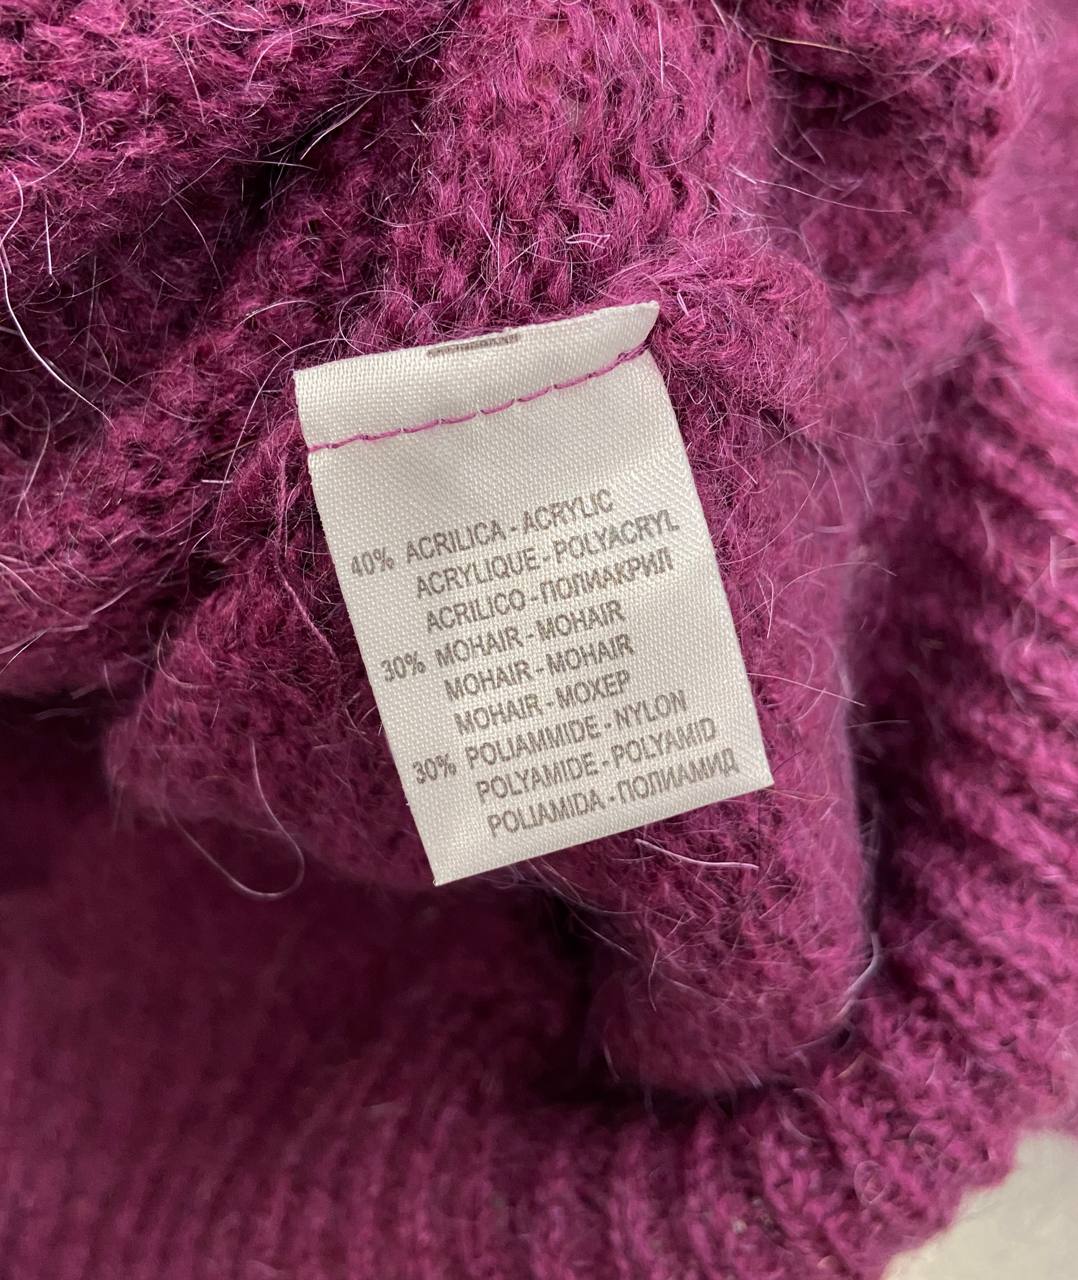 40% ACRILICA - ACRYLIC
ACRYLIQUE - POLYACRYL
ACRILICO - ПОЛИАКРИЛ
30% MOHAIR - MOHAIR
MOHAIR - MOHAIR
MOHAIR - МОХЕР
30% POLIAMMIDE - NYLON
POLYAMIDE - POLYAMID
POLIAMIDA - ПОЛИАМИД